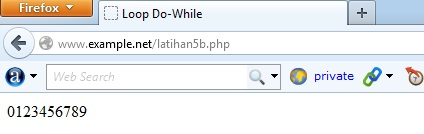 Firefox
Loop Do-While
www.example.net/latihan5b.php
a
Web Search
private
0123456789